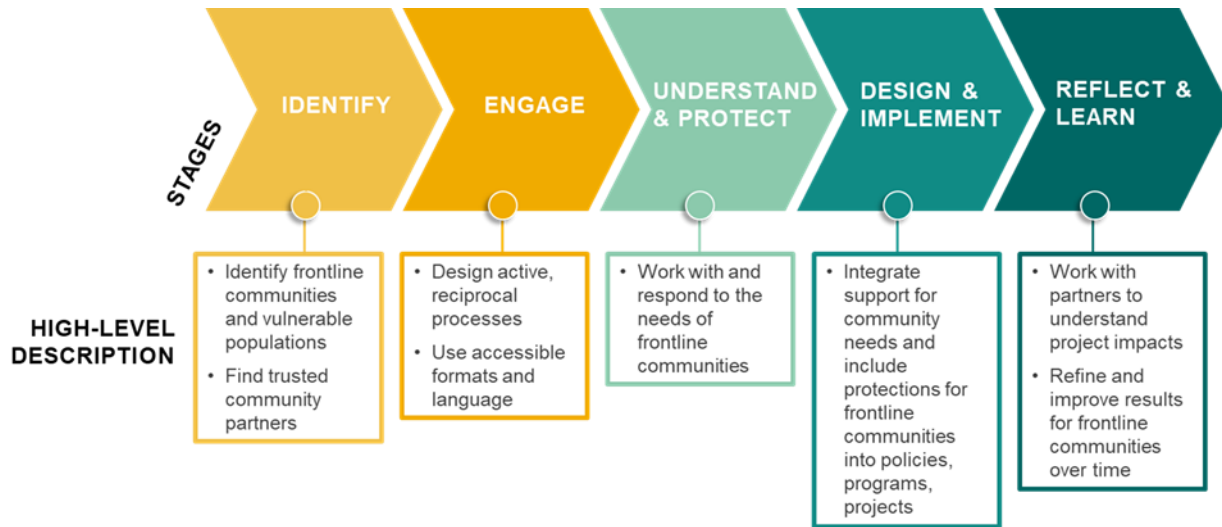 STAGES
IDENTIFY
ENGAGE
UNDERSTAND
& PROTECT
DESIGN &
IMPLEMENT
REFLECT &
LEARN
HIGH-LEVEL
DESCRIPTION
• Identify frontline
communities
and vulnerable
populations
• Find trusted
community
partners
• Design active,
reciprocal
processes
• Use accessible
formats and
language
• Work with and
respond to the
needs of
frontline
communities
• Integrate
support for
community
needs and
include
protections for
frontline
communities
into policies,
programs,
projects
• Work with
partners to
understand
project impacts
• Refine and
improve results
for frontline
communities
over time